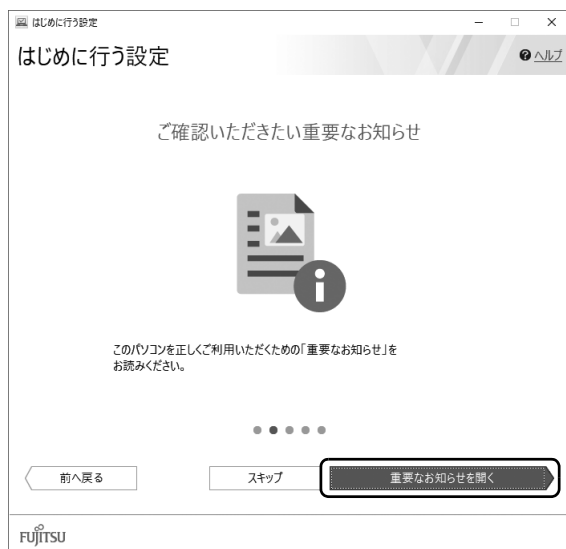 はじめに行う設定
はじめに行う設定
ヘルプ
ご確認いただきたい重要なお知らせ
このパソコンを正しくご利用いただくための「重要なお知らせ」を
お読みください。
前へ戻る
スキップ
重要なお知らせを開く
FUJITSU